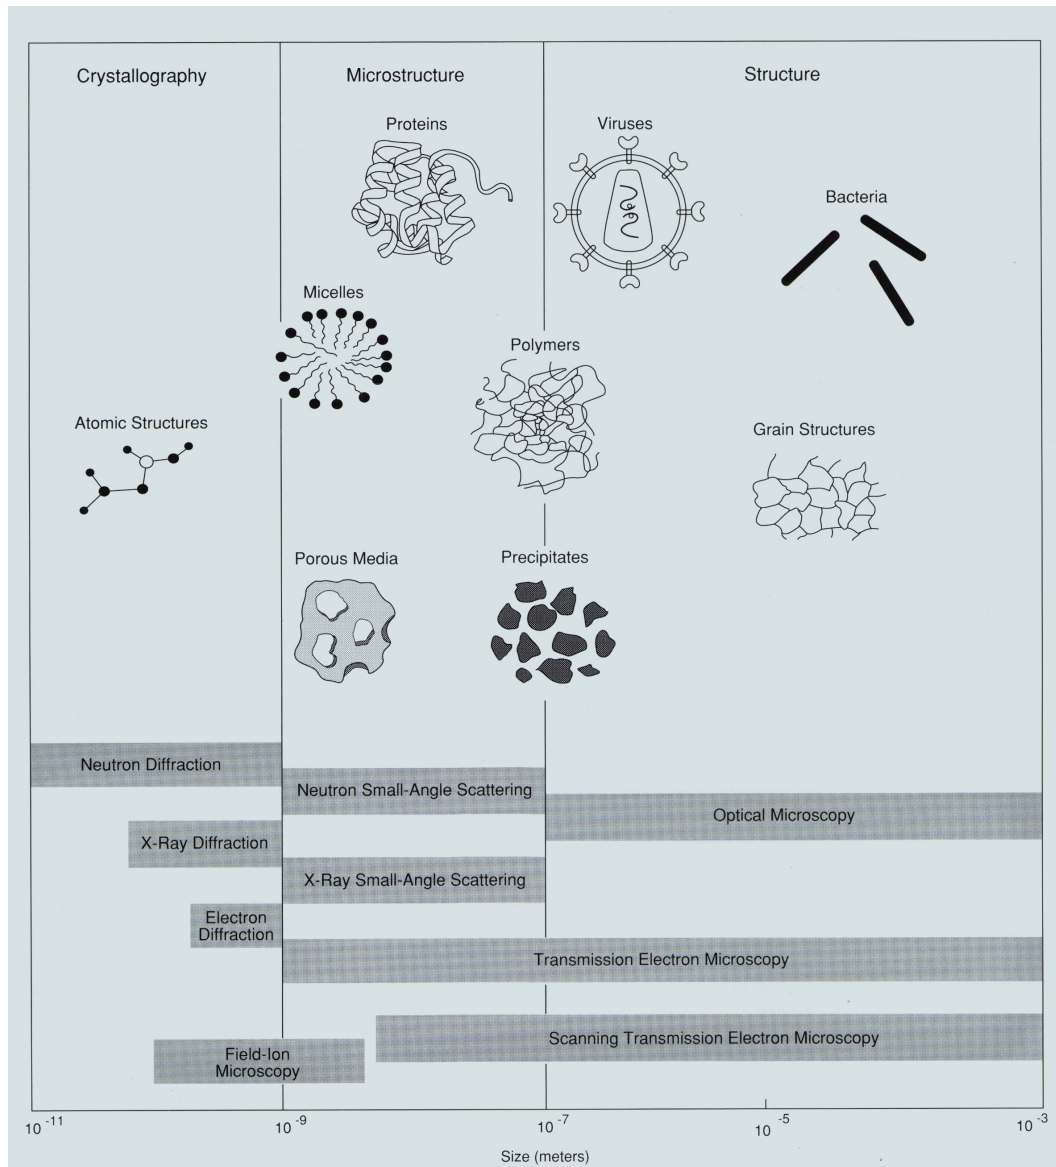 Crystallography
Microstructure
Structure
Proteins
Viruses
Bacteria
Micelles
Polymers
Atomic Structures
Grain Structures
Porous Media
Precipitates
Neutron Diffraction
Neutron Small-Angle Scattering
Optical Microscopy
X-Ray Diffraction
X-Ray Small-Angle Scattering
Electron
Diffraction
Transmission Electron Microscopy
Scanning Transmission Electron Microscopy
Field-Ion
Microscopy
10 -11
10 -9
10 -7
10 -5
10 -3
Size (meters)